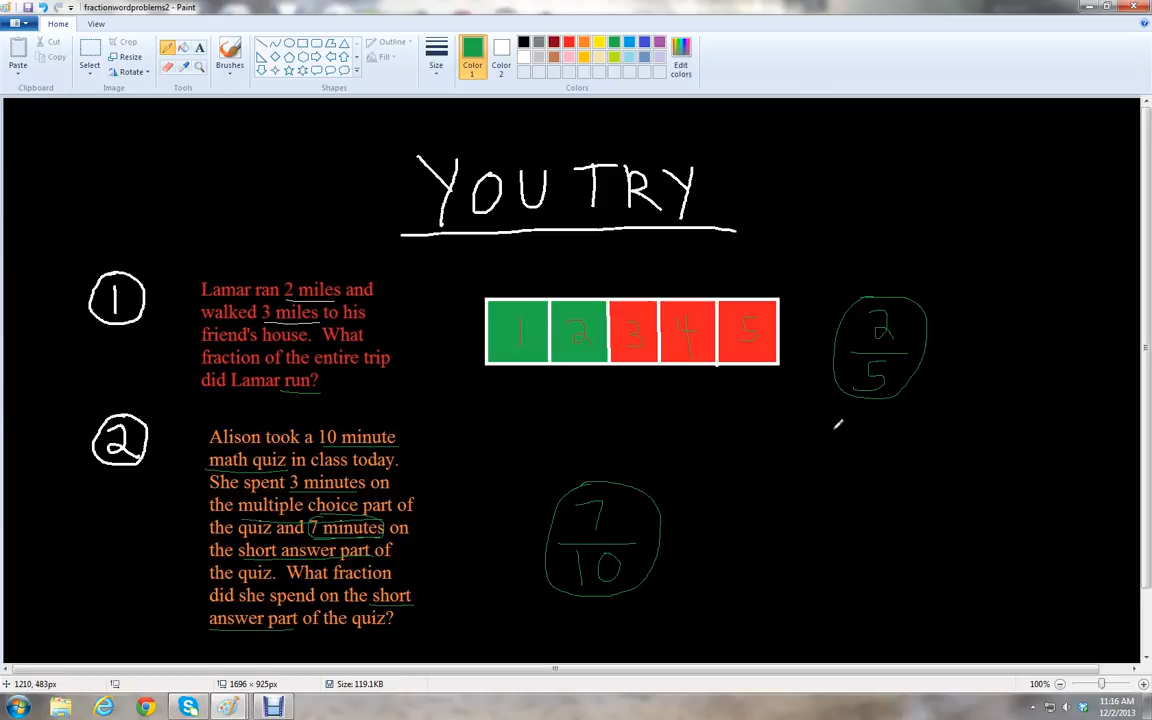 fractionwordproblems2 - Paint
Home
View
Paste
Cut
Copy
Clipboard
Select
Crop
Resize
Rotate
Image
A
Tools
Brushes
Outline
Fill
Shapes
Size
Color
1
Color
2
Edit
colors
Colors
YOU TRY
1
Lamar ran 2 miles and
walked 3 miles to his
friend's house. What
fraction of the entire trip
did Lamar run?
1 2 3 4 5
2
5
2
Alison took a 10 minute
math quiz in class today.
She spent 3 minutes on
the multiple choice part of
the quiz and 7 minutes on
the short answer part of
the quiz. What fraction
did she spend on the short
answer part of the quiz?
7
10
1210, 483px
1696 × 925px
Size: 119.1KB
100%
11:16 AM
12/2/2013